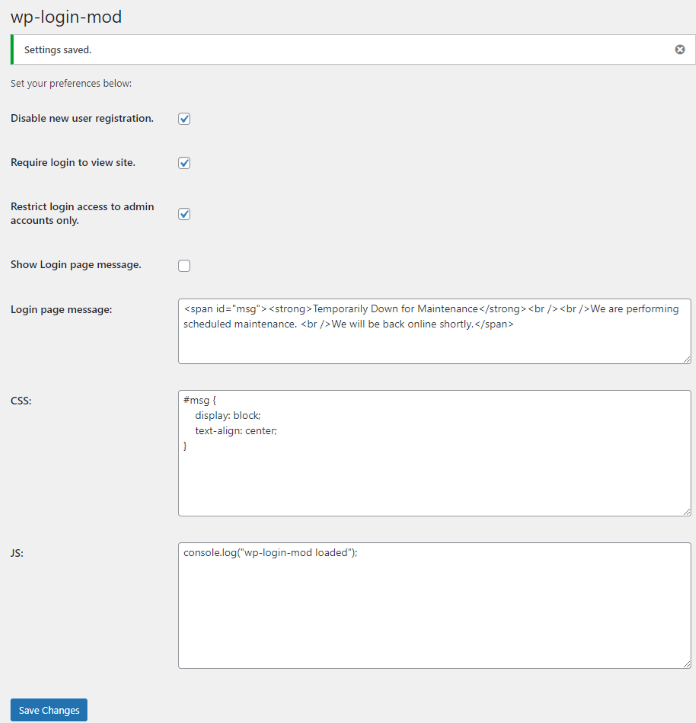 wp-login-mod
Settings saved.
Set your preferences below:
Disable new user registration.
Require login to view site.
Restrict login access to admin
accounts only.
Show Login page message.
Login page message:
<span id="msg"><strong>Temporarily Down for Maintenance</strong><br /><br />We are performing
scheduled maintenance. <br />We will be back online shortly.</span>
CSS:
#msg {
    display: block;
    text-align: center;
}
JS:
console.log("wp-login-mod loaded");
Save Changes